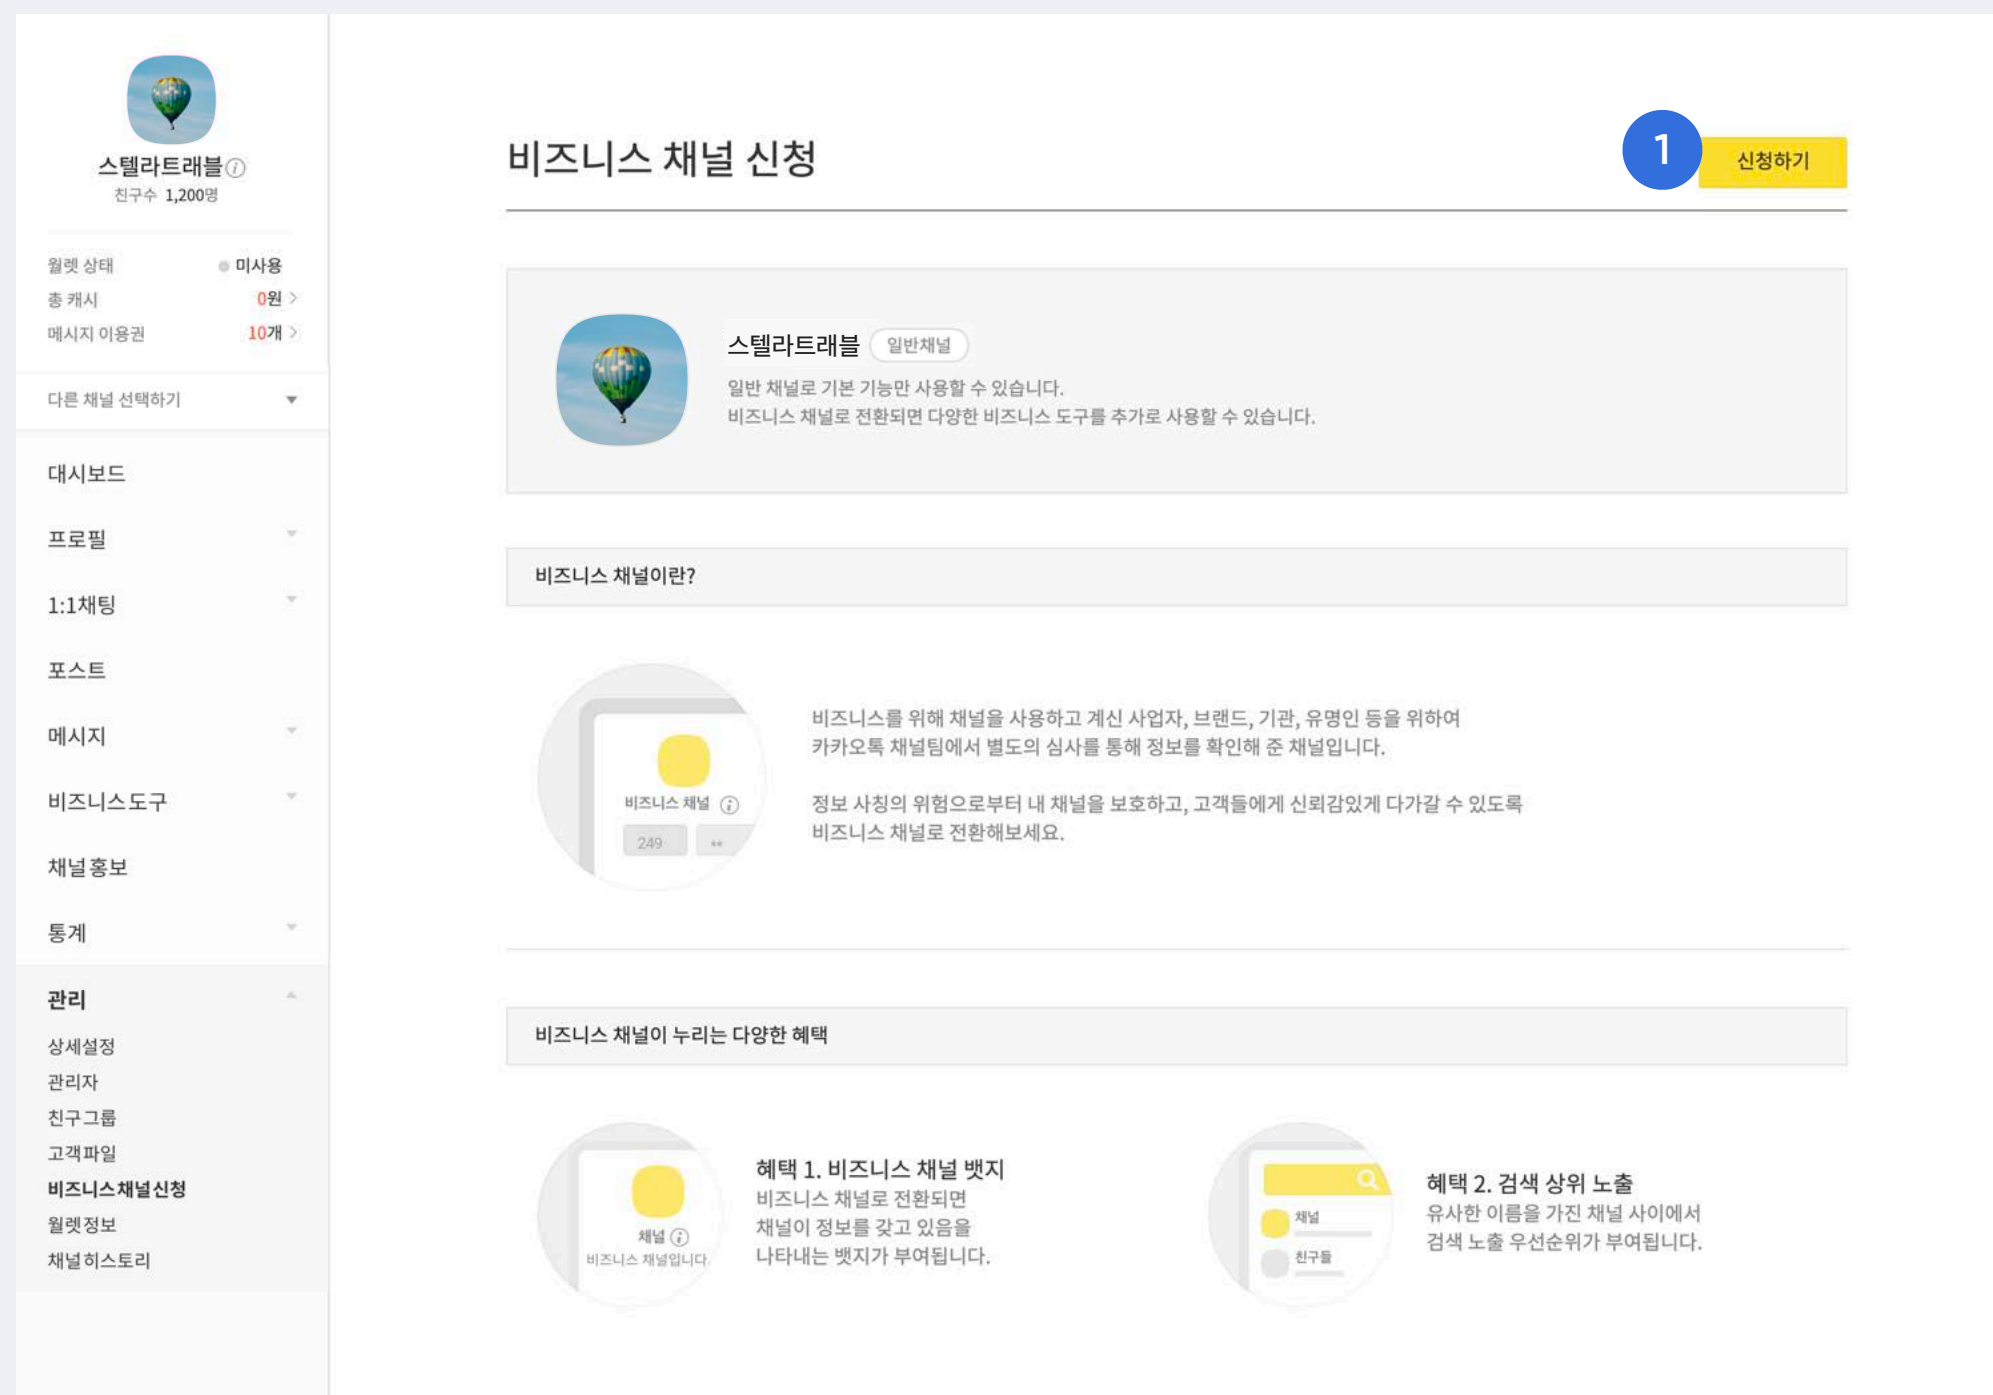 스텔라트래블
친구수 1,200명
월렛 상태 미사용
총 캐시 0원
메시지 이용권 10개
다른 채널 선택하기
대시보드
프로필
1:1채팅
포스트
메시지
비즈니스 도구
채널 홍보
통계
관리
상세설정
관리자
친구그룹
고객파일
비즈니스 채널 신청
월렛정보
채널히스토리
비즈니스 채널 신청
1
신청하기
스텔라트래블 일반채널
일반 채널로 기본 기능만 사용할 수 있습니다.
비즈니스 채널로 전환되면 다양한 비즈니스 도구를 추가로 사용할 수 있습니다.
비즈니스 채널이란?
비즈니스 채널
249
비즈니스를 위해 채널을 사용하고 계신 사업자, 브랜드, 기관, 유명인 등을 위하여
카카오톡 채널팀에서 별도의 심사를 통해 정보를 확인해 준 채널입니다.
정보 사칭의 위험으로부터 내 채널을 보호하고, 고객들에게 신뢰감있게 다가갈 수 있도록
비즈니스 채널로 전환해보세요.
비즈니스 채널이 누리는 다양한 혜택
채널
비즈니스 채널입니다.
혜택 1. 비즈니스 채널 뱃지
비즈니스 채널로 전환되면
채널이 정보를 갖고 있음을
나타내는 뱃지가 부여됩니다.
채널
친구들
혜택 2. 검색 상위 노출
유사한 이름을 가진 채널 사이에서
검색 노출 우선순위가 부여됩니다.